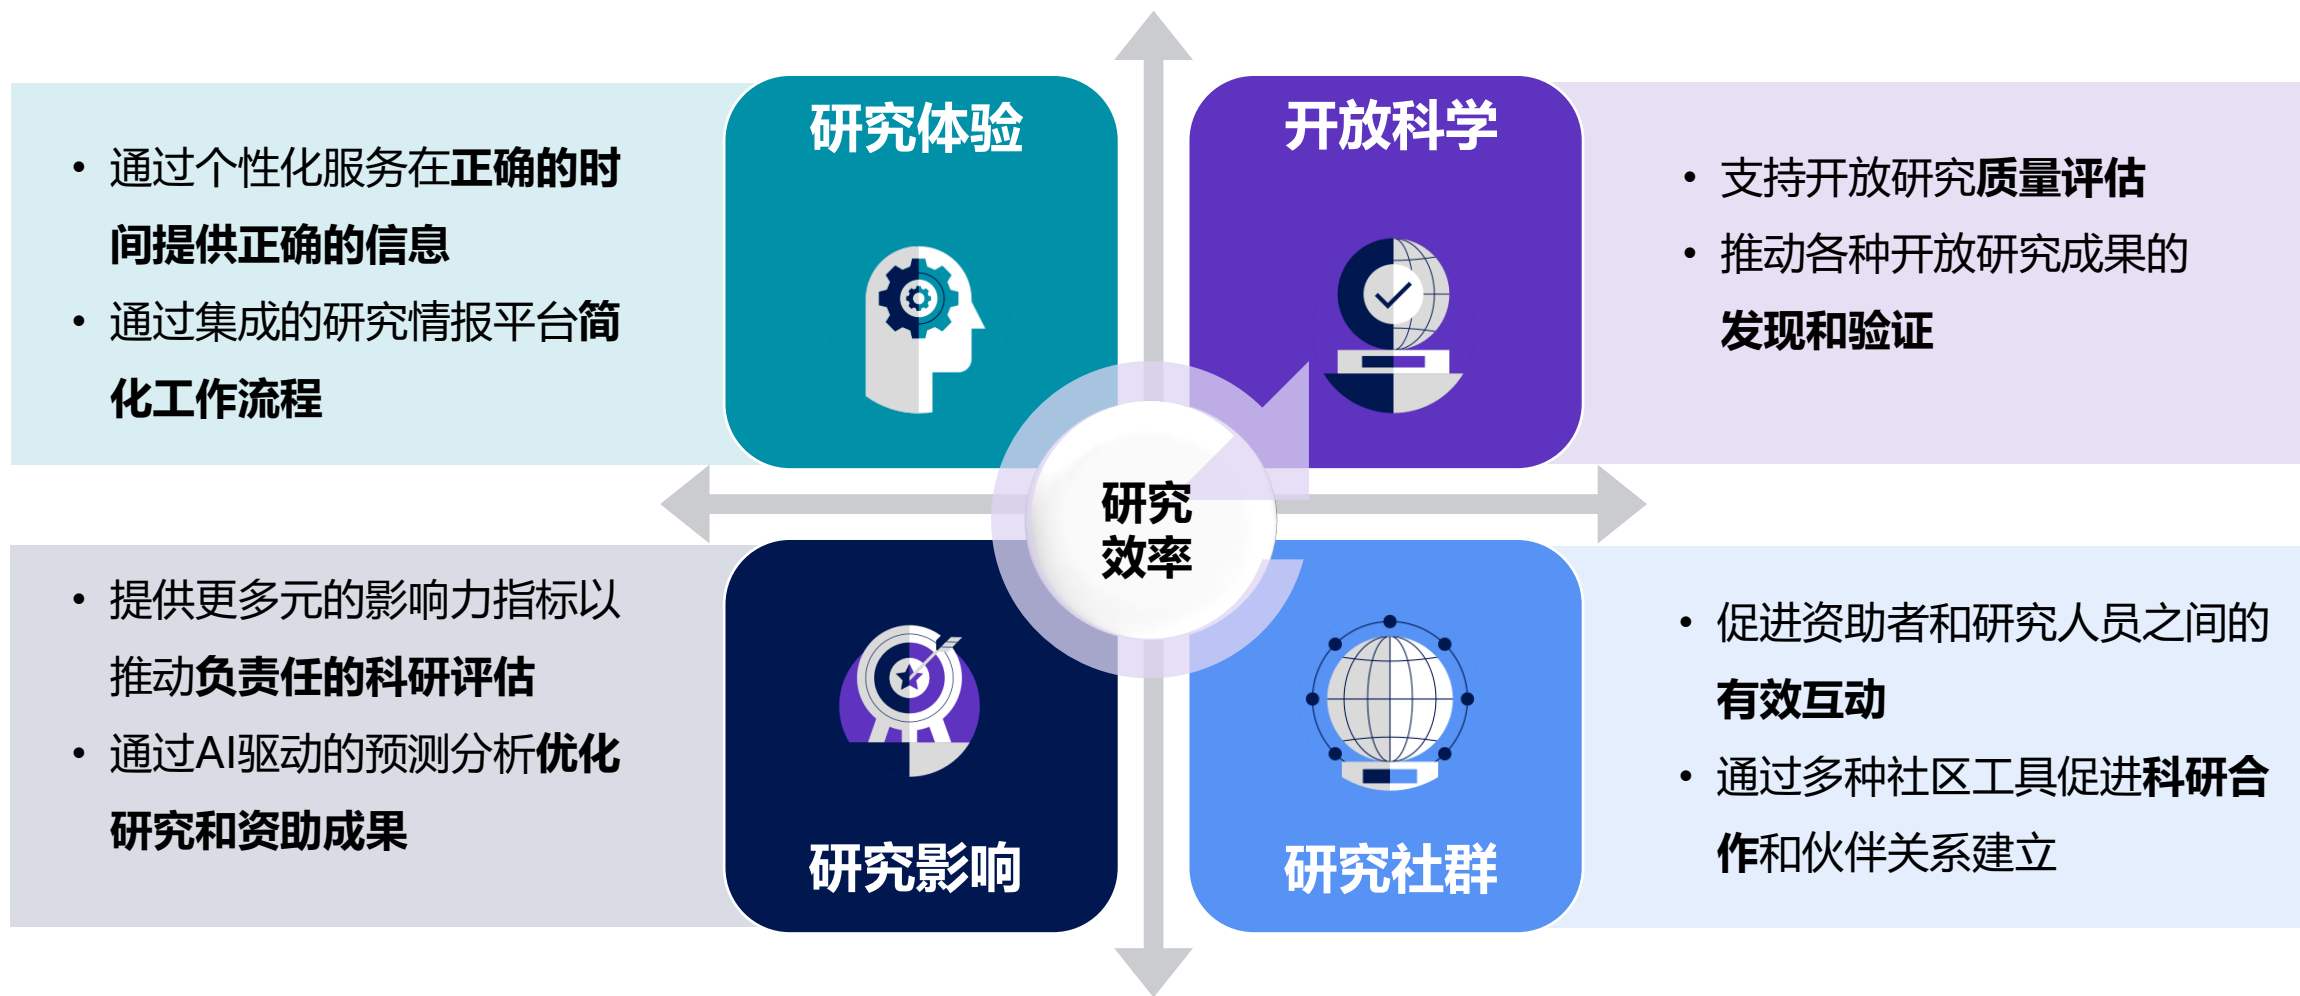 研究体验
• 通过个性化服务在正确的时
间提供正确的信息
• 通过集成的研究情报平台简
化工作流程
开放科学
• 支持开放研究质量评估
• 推动各种开放研究成果的
发现和验证
研究
效率
• 提供更多元的影响力指标以
推动负责任的科研评估
• 通过AI驱动的预测分析优化
研究和资助成果
研究影响
• 促进资助者和研究人员之间的
有效互动
• 通过多种社区工具促进科研合
作和伙伴关系建立
研究社群